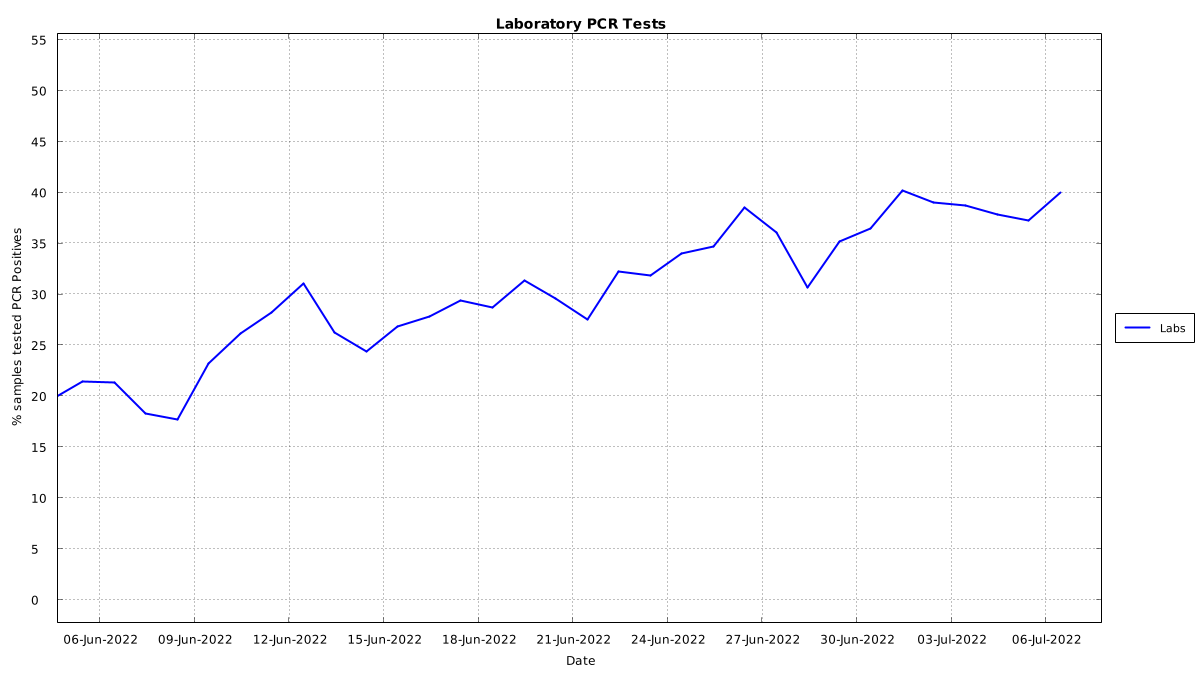 Laboratory PCR Tests
55
50
45
40
35
30
25
20
15
10
5
0
% samples tested PCR Positives
06-Jun-2022 09-Jun-2022 12-Jun-2022 15-Jun-2022 18-Jun-2022 21-Jun-2022 24-Jun-2022 27-Jun-2022 30-Jun-2022 03-Jul-2022 06-Jul-2022
Date
Labs